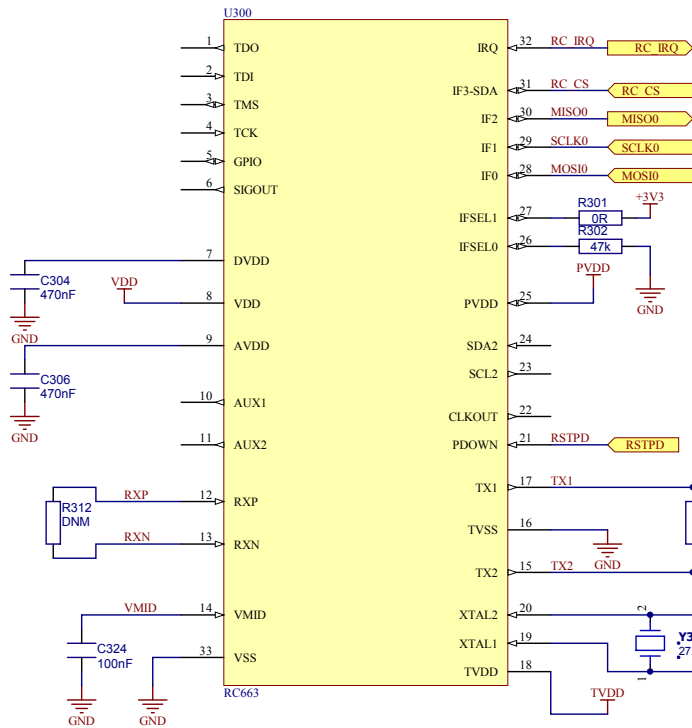 U300
1 TDO
2 TDI
3 TMS
4 TCK
5 GPIO
6 SIGOUT
7 DVDD
8 VDD
9 AVDD
10 AUX1
11 AUX2
12 RXP
13 RXN
14 VMID
33 VSS
RC663
IRQ 32 RC_IRQ RC_IRQ
IF3-SDA 31 RC_CS RC_CS
IF2 30 MISO0 MISO0
IF1 29 SCLK0 SCLK0
IF0 28 MOSI0 MOSI0
IFSEL1 27
R301
0R
+3V3
IFSEL0 26
R302
47k
GND
PVDD 25
PVDD
SDA2 24
SCL2 23
CLKOUT 22
PDOWN 21 RSTPD RSTPD
TX1 17 TX1
TVSS 16
GND
TX2 15 TX2
XTAL2 20
XTAL1 19
TVDD 18
TVDD
2
1
Y3
27.
C304
470nF
GND
VDD
C306
470nF
GND
RXP
R312
DNM
RXN
VMID
C324
100nF
GND
GND